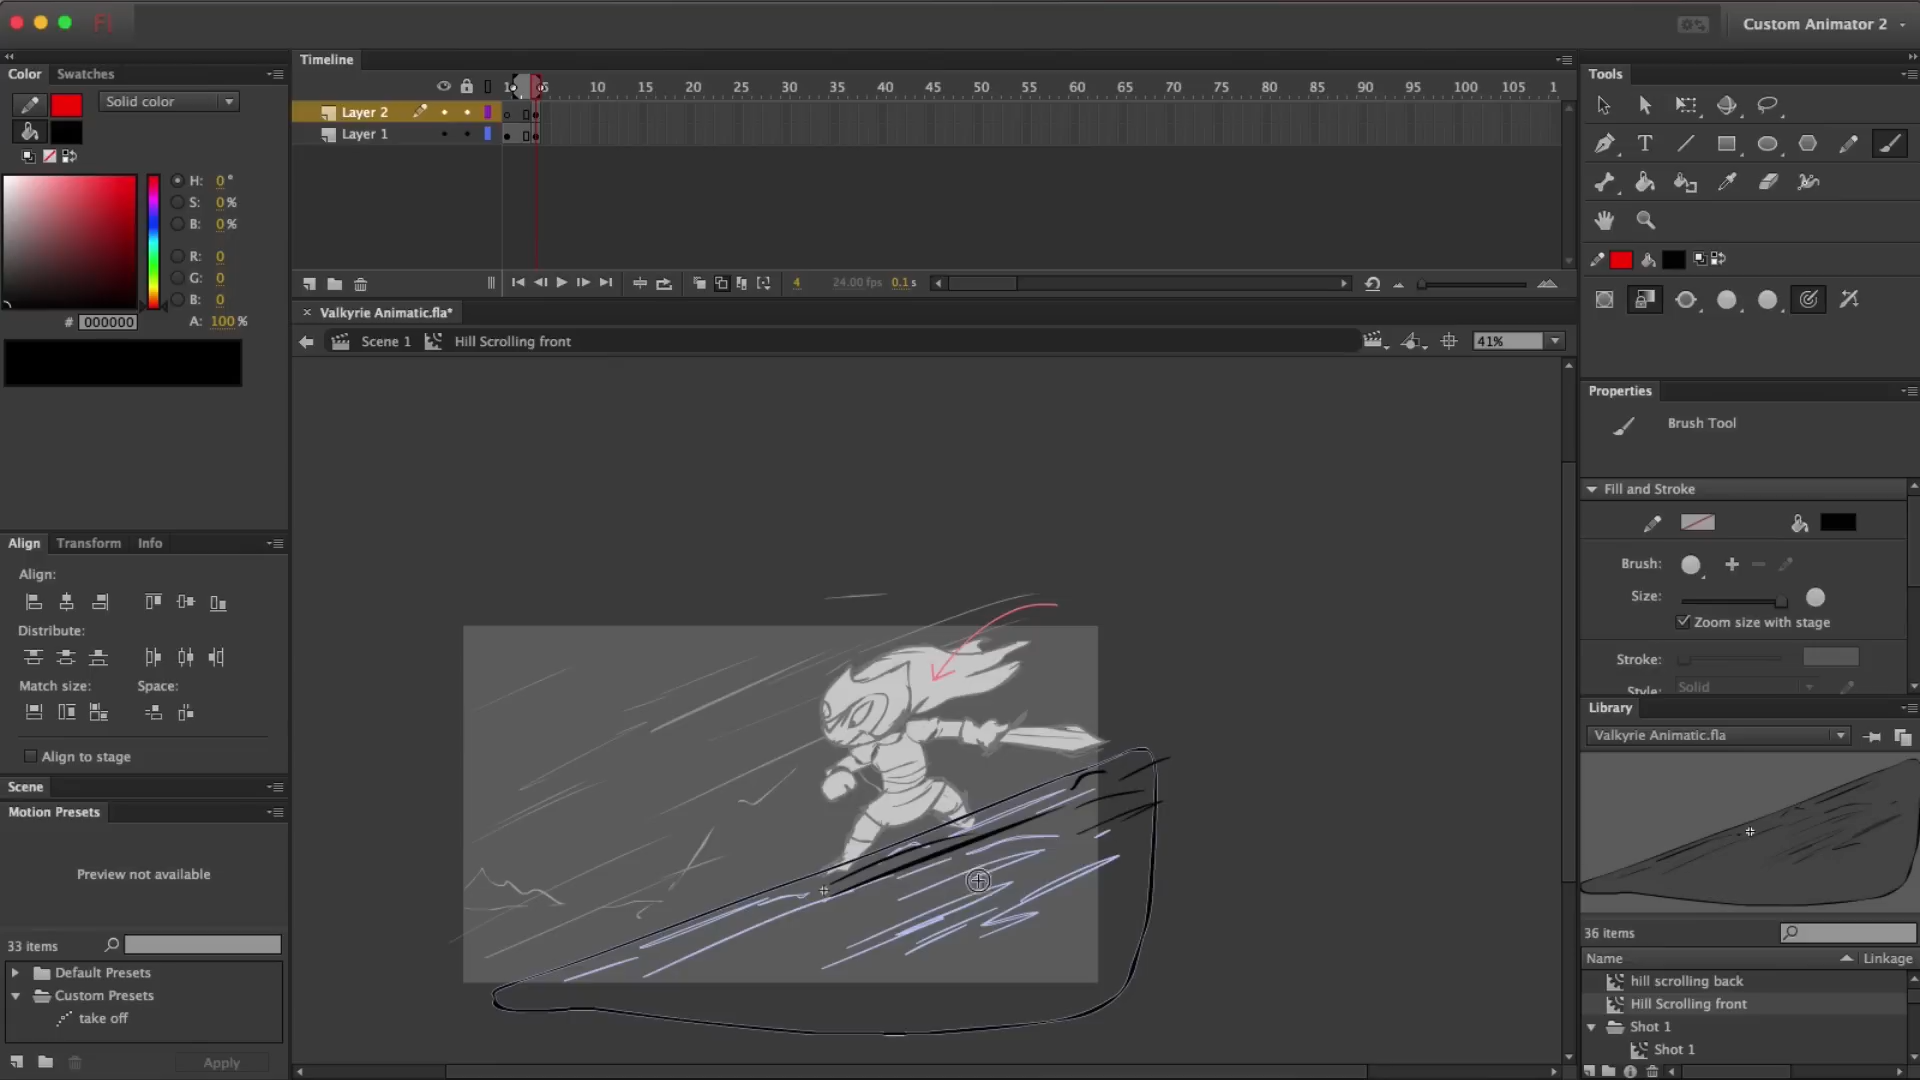 Fl
Custom Animator 2
Color Swatches
Solid color
H: 0 °
S: 0 %
B: 0 %
R: 0
G: 0
B: 0
# 000000
A: 100 %
Timeline
1 5 10 15 20 25 30 35 40 45 50 55 60 65 70 75 80 85 90 95 100 105 1
Layer 2
Layer 1
4 24.00 fps 0.1 s
× Valkyrie Animatic.fla*
Scene 1 Hill Scrolling front
41%
Align Transform Info
Align:
Distribute:
Match size: Space:
Align to stage
Scene
Motion Presets
Preview not available
33 items
Default Presets
Custom Presets
take off
Apply
Tools
T
Properties
Brush Tool
Fill and Stroke
Brush:
Size:
Zoom size with stage
Stroke:
Style: Solid
Library
Valkyrie Animatic.fla
36 items
Name Linkage
hill scrolling back
Hill Scrolling front
Shot 1
Shot 1